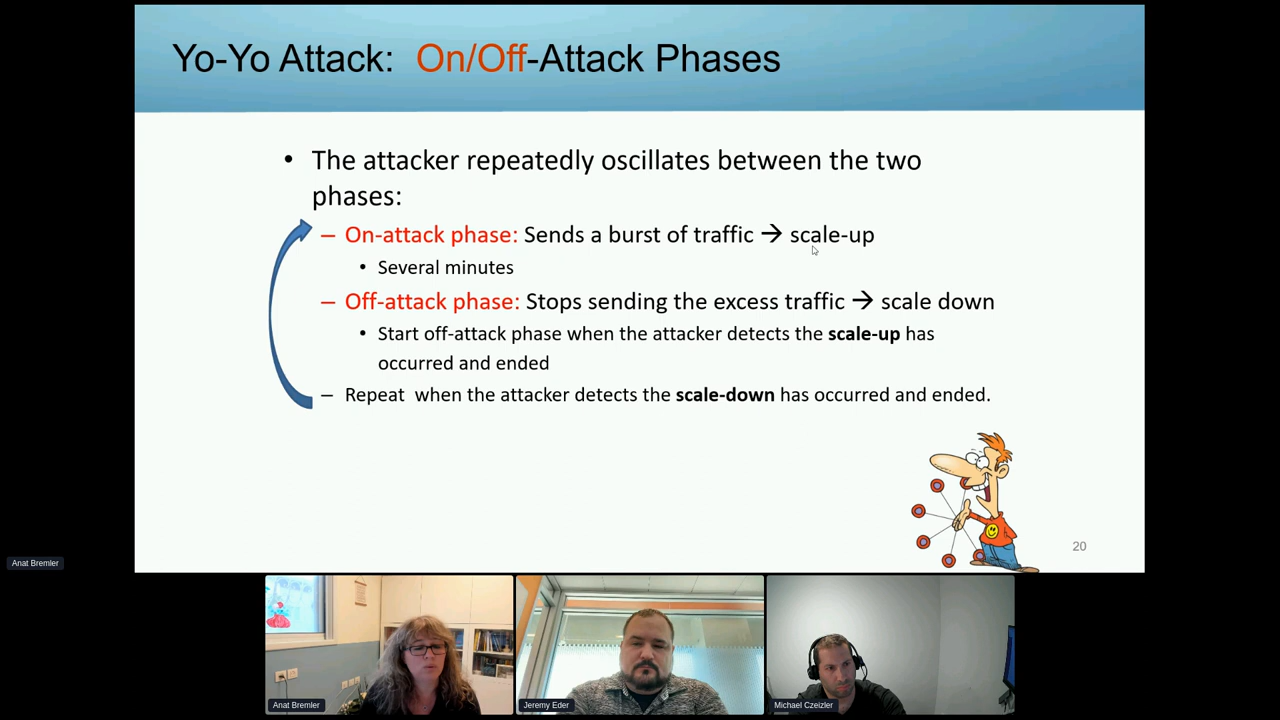 Yo-Yo Attack: On/Off-Attack Phases
• The attacker repeatedly oscillates between the two
phases:
– On-attack phase: Sends a burst of traffic → scale-up
• Several minutes
– Off-attack phase: Stops sending the excess traffic → scale down
• Start off-attack phase when the attacker detects the scale-up has
occurred and ended
– Repeat when the attacker detects the scale-down has occurred and ended.
20
Anat Bremler
Anat Bremler
Jeremy Eder
Michael Czeizler